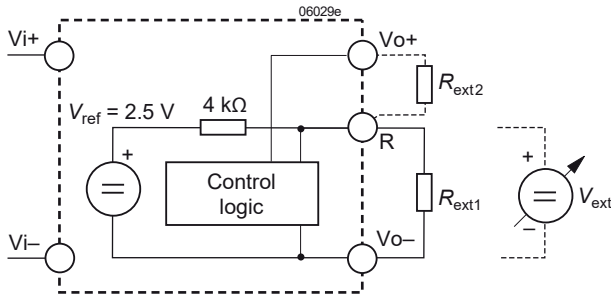 06029e
Vi+
Vo+
Rext2
Vref = 2.5 V
4 kΩ
R
+
+
Control
logic
Rext1
Vext
–
Vi–
Vo–